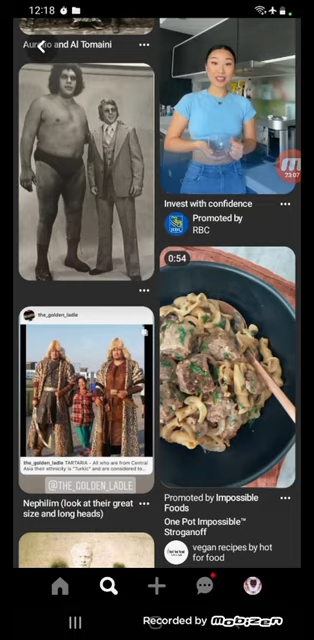 12:18
Aurelio and Al Tomaini
23:07
Invest with confidence
Promoted by
RBC
RBC
0:54
the_golden_ladle
the_golden_ladle TARTARIA - All who are from Central
Asia their ethnicity is "Turkic" and are considered to...
@THE_GOLDEN_LADLE
Nephilim (look at their great
size and long heads)
Promoted by Impossible
Foods
One Pot Impossible™
Stroganoff
vegan recipes by hot
for food
Recorded by MOBIZEN